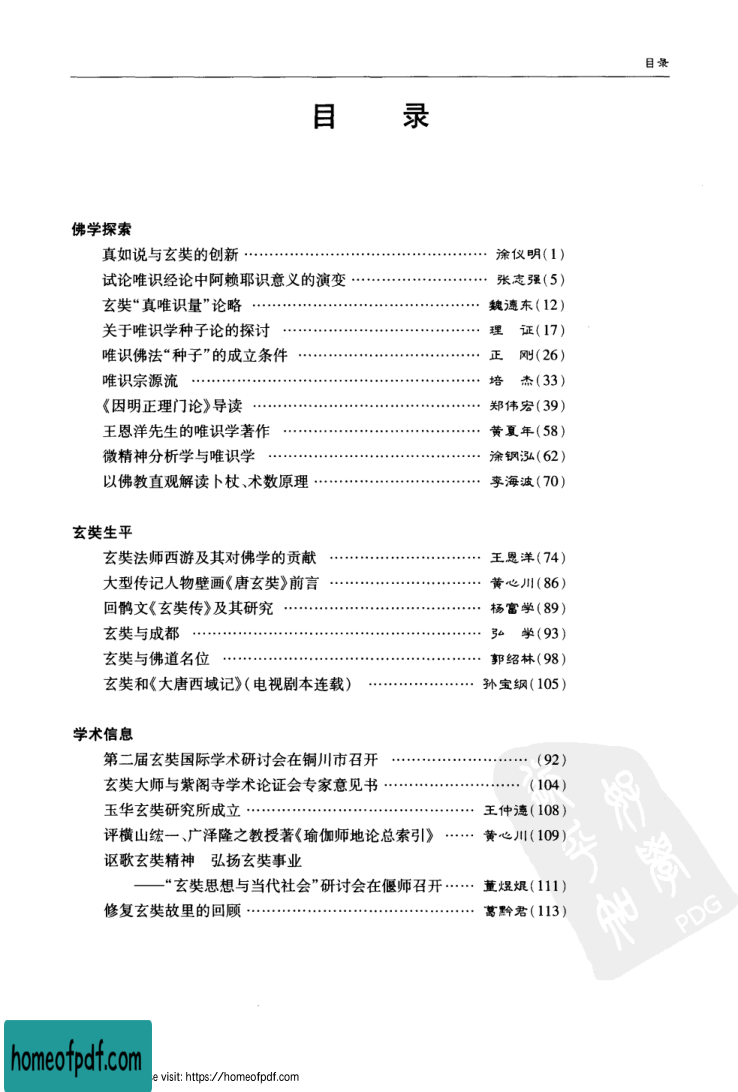 目录
目 录
佛学探索
真如说与玄奘的创新 …………………………………………… 涂仪明(1)
试论唯识经论中阿赖耶识意义的演变 ……………………… 张志强(5)
玄奘“真唯识量”论略 ……………………………………… 魏德东(12)
关于唯识学种子论的探讨 ………………………………… 理 证(17)
唯识佛法“种子”的成立条件 ……………………………… 正 刚(26)
唯识宗源流 ………………………………………………… 培 杰(33)
《因明正理门论》导读 ……………………………………… 郑伟宏(39)
王恩洋先生的唯识学著作 ………………………………… 黄夏年(58)
微精神分析学与唯识学 …………………………………… 涂钢泓(62)
以佛教直观解读卜杖、术数原理 …………………………… 李海波(70)
玄奘生平
玄奘法师西游及其对佛学的贡献 ………………………… 王恩洋(74)
大型传记人物壁画《唐玄奘》前言 ………………………… 黄心川(86)
回鹘文《玄奘传》及其研究 ………………………………… 杨富学(89)
玄奘与成都 ………………………………………………… 弘 学(93)
玄奘与佛道名位 …………………………………………… 郭绍林(98)
玄奘和《大唐西域记》(电视剧本连载) ………………… 孙宝纲(105)
学术信息
第二届玄奘国际学术研讨会在铜川市召开 ……………………… (92)
玄奘大师与紫阁寺学术论证会专家意见书 ……………………… (104)
玉华玄奘研究所成立 ……………………………………… 王仲德(108)
评横山纮一、广泽隆之教授著《瑜伽师地论总索引》 …… 黄心川(109)
讴歌玄奘精神 弘扬玄奘事业
——“玄奘思想与当代社会”研讨会在偃师召开 …… 董煜焜(111)
修复玄奘故里的回顾 ……………………………………… 葛黔君(113)
PDG
homeofpdf.com
se visit: https://homeofpdf.com